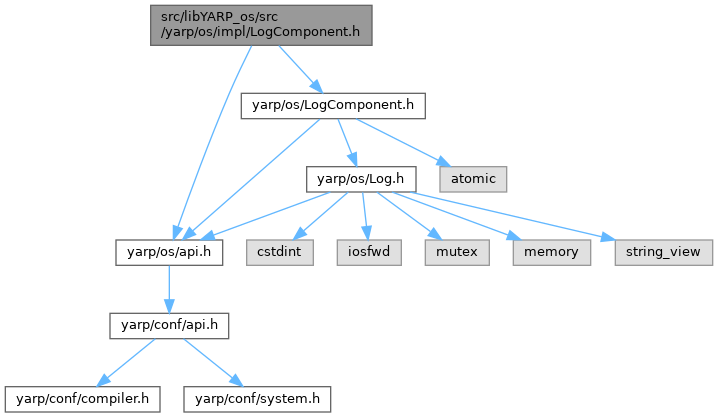 src/libYARP_os/src
/yarp/os/impl/LogComponent.h
yarp/os/LogComponent.h
yarp/os/Log.h
atomic
yarp/os/api.h
cstdint
iosfwd
mutex
memory
string_view
yarp/conf/api.h
yarp/conf/compiler.h
yarp/conf/system.h